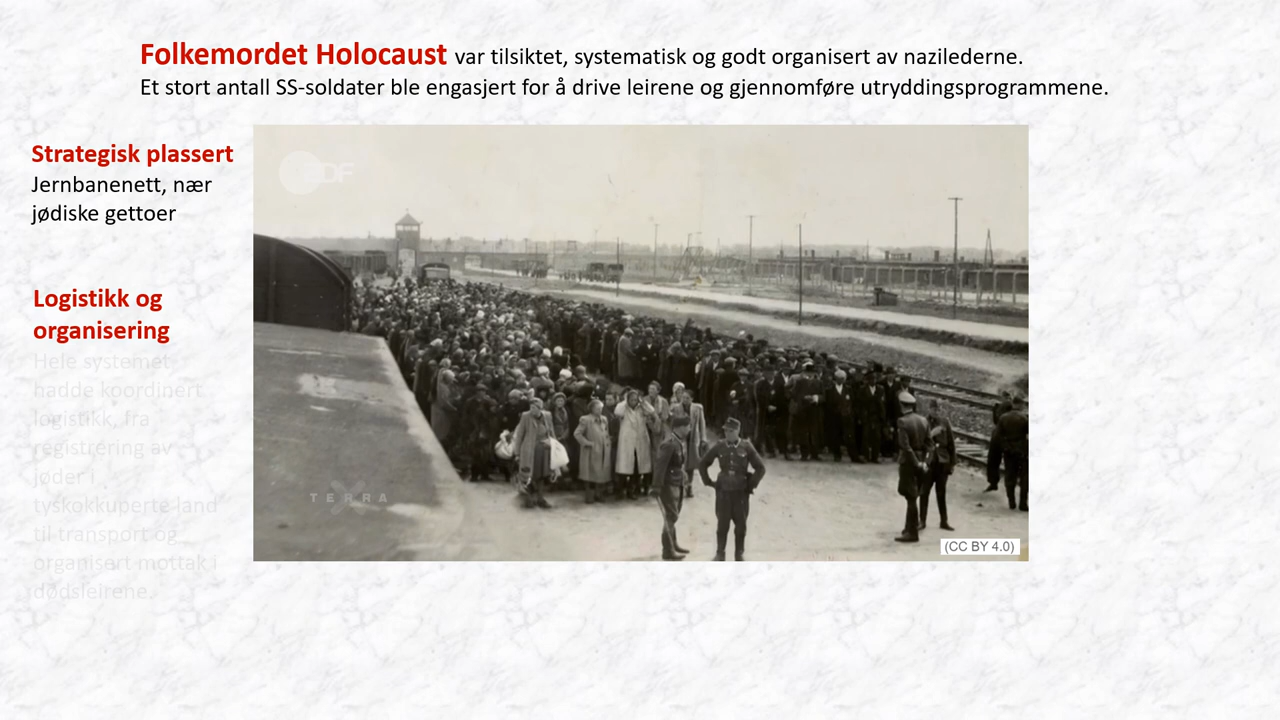 Folkemordet Holocaust var tilsiktet, systematisk og godt organisert av nazilederne.
Et stort antall SS-soldater ble engasjert for å drive leirene og gjennomføre utryddingsprogrammene.
Strategisk plassert
Jernbanenett, nær
jødiske gettoer
Logistikk og
organisering
Hele systemet
hadde koordinert
logistikk, fra
registrering av
jøder i
tyskokkuperte land
til transport og
organisert mottak i
dødsleirene.
ZDF
TERRA
(CC BY 4.0)